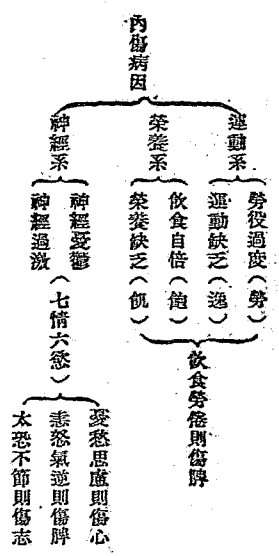 內傷病因
運動系
榮養系
神經系
勞役過度(勞)
運動缺乏(逸)
飲食自倍(飽)
榮養缺乏(飢)
神經憂鬱
神經過激
(七情六慾)
飲食勞倦則傷脾
憂愁思慮則傷心
恚怒氣逆則傷脾
太恐不節則傷志